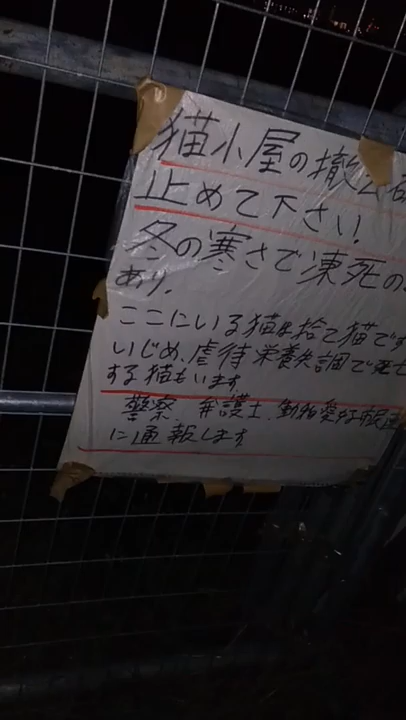 猫小屋の撤去
止めて下さい!
冬の寒さで凍死の
あり、
ここにいる猫は捨て猫です
いじめ、虐待 栄養失調で死亡
する猫もいます
警察、弁護士、動物愛好
に通報します